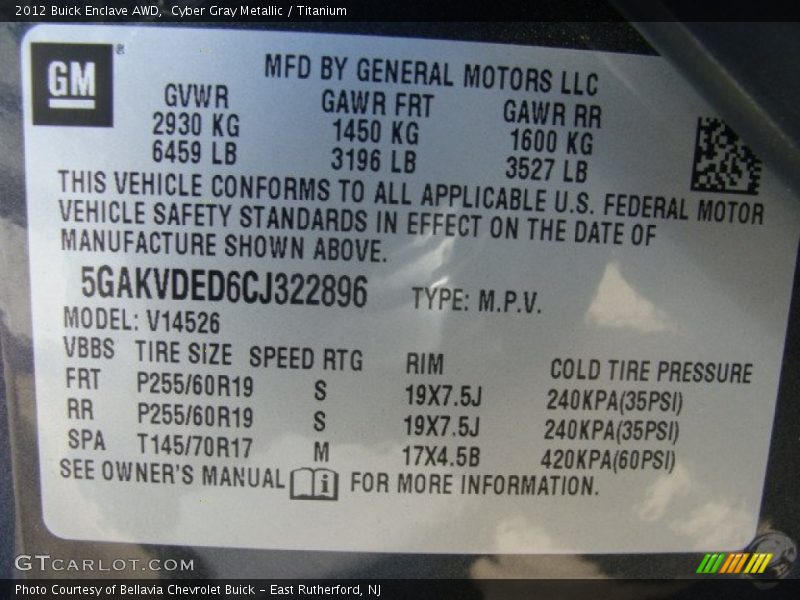 2012 Buick Enclave AWD,  Cyber Gray Metallic / Titanium
GM ®
MFD BY GENERAL MOTORS LLC
GVWR GAWR FRT GAWR RR
2930 KG 1450 KG 1600 KG
6459 LB 3196 LB 3527 LB
THIS VEHICLE CONFORMS TO ALL APPLICABLE U.S. FEDERAL MOTOR
VEHICLE SAFETY STANDARDS IN EFFECT ON THE DATE OF
MANUFACTURE SHOWN ABOVE.
5GAKVDED6CJ322896 TYPE: M.P.V.
MODEL: V14526
VBBS TIRE SIZE SPEED RTG RIM COLD TIRE PRESSURE
FRT P255/60R19 S 19X7.5J 240KPA(35PSI)
RR P255/60R19 S 19X7.5J 240KPA(35PSI)
SPA T145/70R17 M 17X4.5B 420KPA(60PSI)
SEE OWNER'S MANUAL i FOR MORE INFORMATION.
GTCARLOT.COM
Photo Courtesy of Bellavia Chevrolet Buick – East Rutherford, NJ